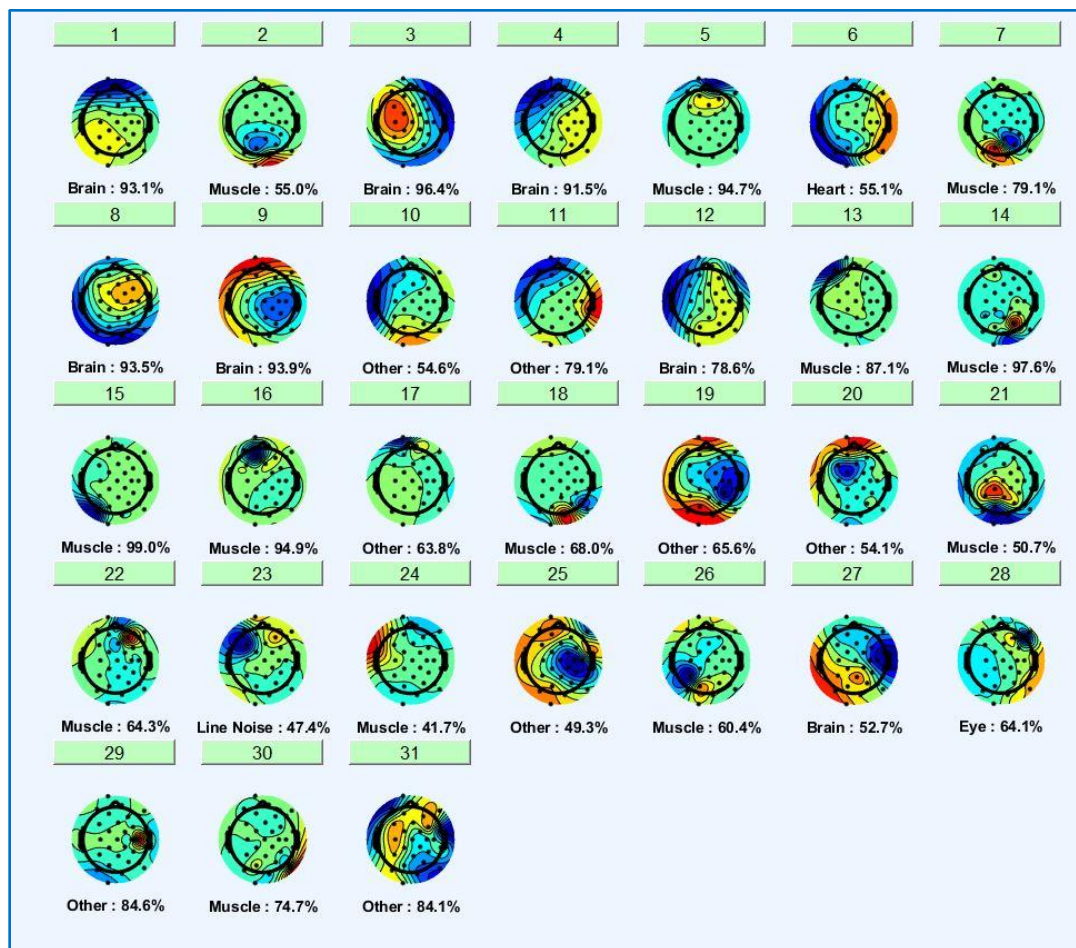 1 2 3 4 5 6 7
Brain : 93.1% Muscle : 55.0% Brain : 96.4% Brain : 91.5% Muscle : 94.7% Heart : 55.1% Muscle : 79.1%
8 9 10 11 12 13 14
Brain : 93.5% Brain : 93.9% Other : 54.6% Other : 79.1% Brain : 78.6% Muscle : 87.1% Muscle : 97.6%
15 16 17 18 19 20 21
Muscle : 99.0% Muscle : 94.9% Other : 63.8% Muscle : 68.0% Other : 65.6% Other : 54.1% Muscle : 50.7%
22 23 24 25 26 27 28
Muscle : 64.3% Line Noise : 47.4% Muscle : 41.7% Other : 49.3% Muscle : 60.4% Brain : 52.7% Eye : 64.1%
29 30 31
Other : 84.6% Muscle : 74.7% Other : 84.1%